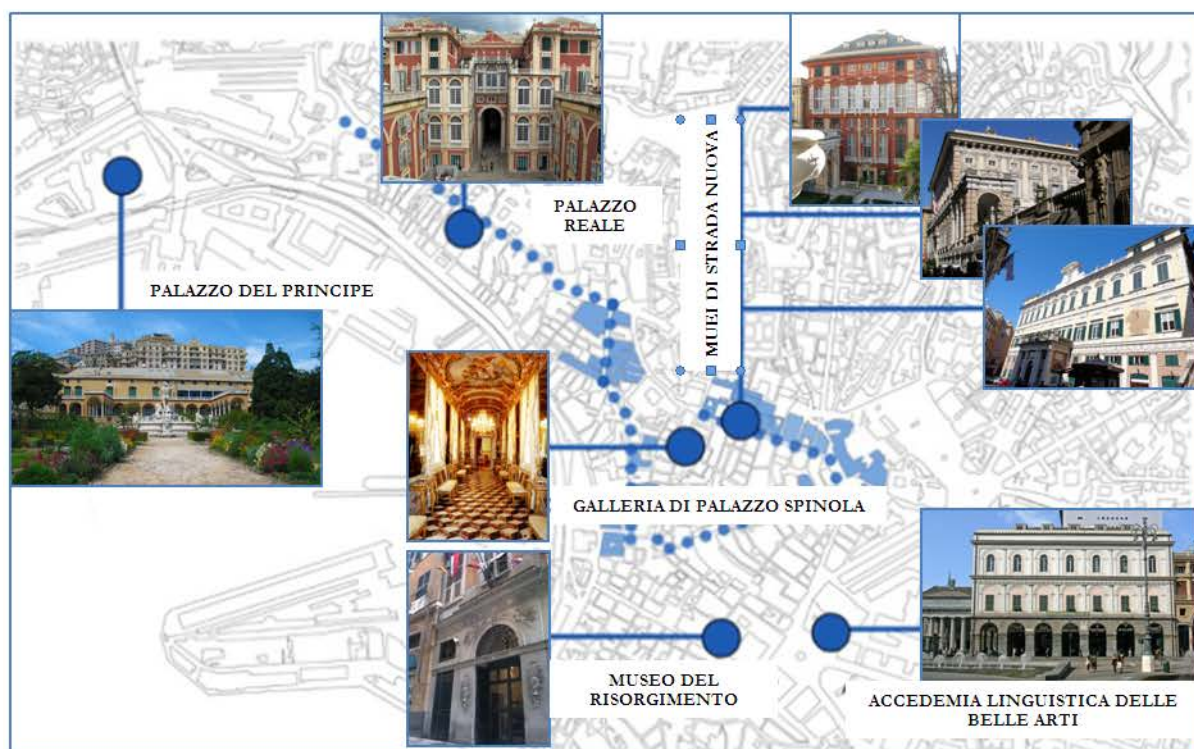 PALAZZO
REALE
MUEI DI STRADA NUOVA
PALAZZO DEL PRINCIPE
GALLERIA DI PALAZZO SPINOLA
MUSEO DEL
RISORGIMENTO
ACCEDEMIA LINGUISTICA DELLE
BELLE ARTI